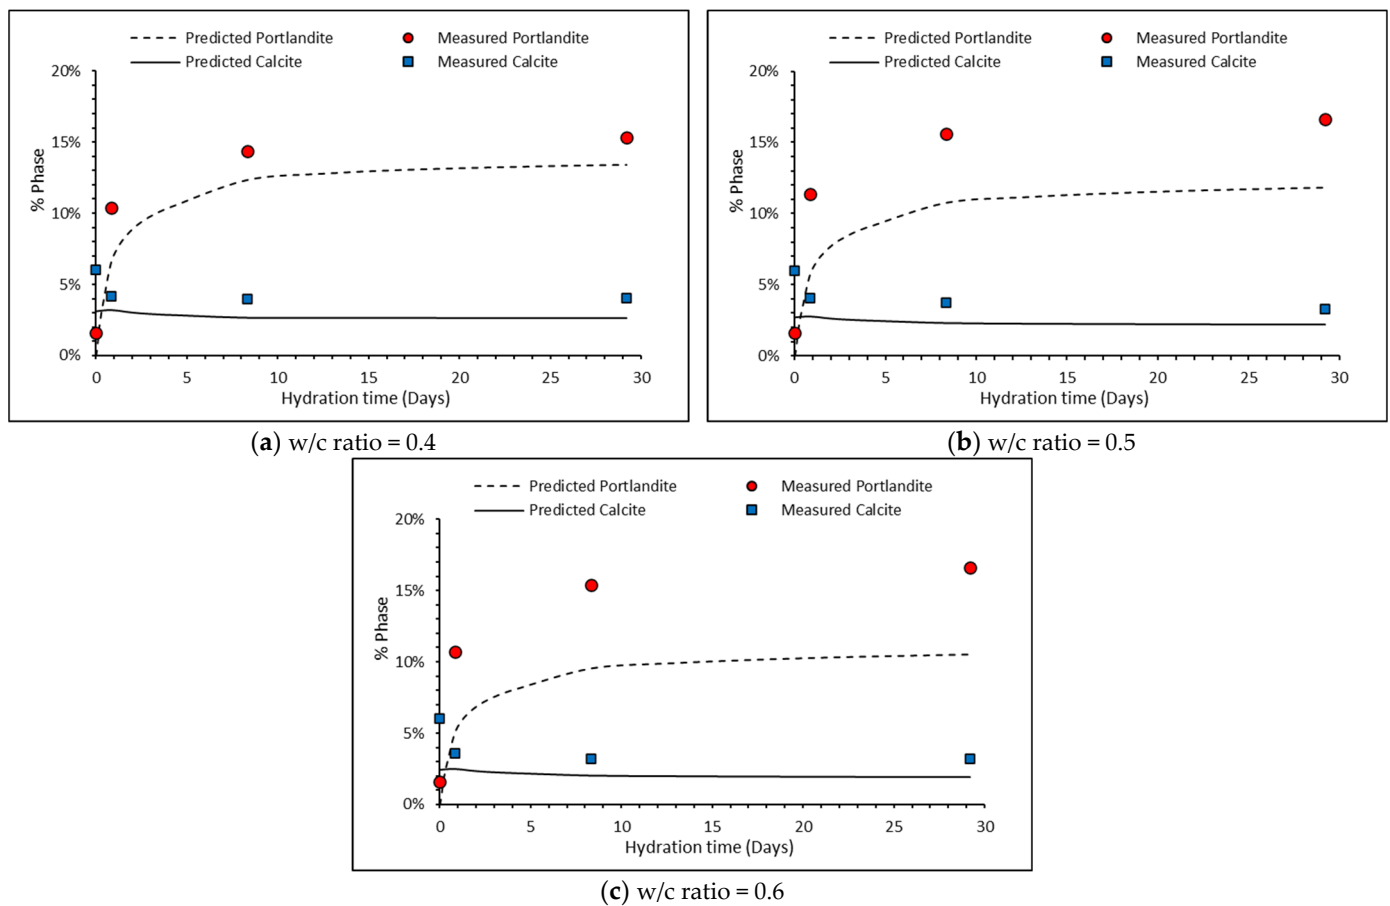 Predicted Portlandite Measured Portlandite
Predicted Calcite Measured Calcite
20%
15%
10%
5%
0%
% Phase
0 5 10 15 20 25 30
Hydration time (Days)
(a) w/c ratio = 0.4
Predicted Portlandite Measured Portlandite
Predicted Calcite Measured Calcite
20%
15%
10%
5%
0%
% Phase
0 5 10 15 20 25 30
Hydration time (Days)
(b) w/c ratio = 0.5
Predicted Portlandite Measured Portlandite
Predicted Calcite Measured Calcite
20%
15%
10%
5%
0%
% Phase
0 5 10 15 20 25 30
Hydration time (Days)
(c) w/c ratio = 0.6